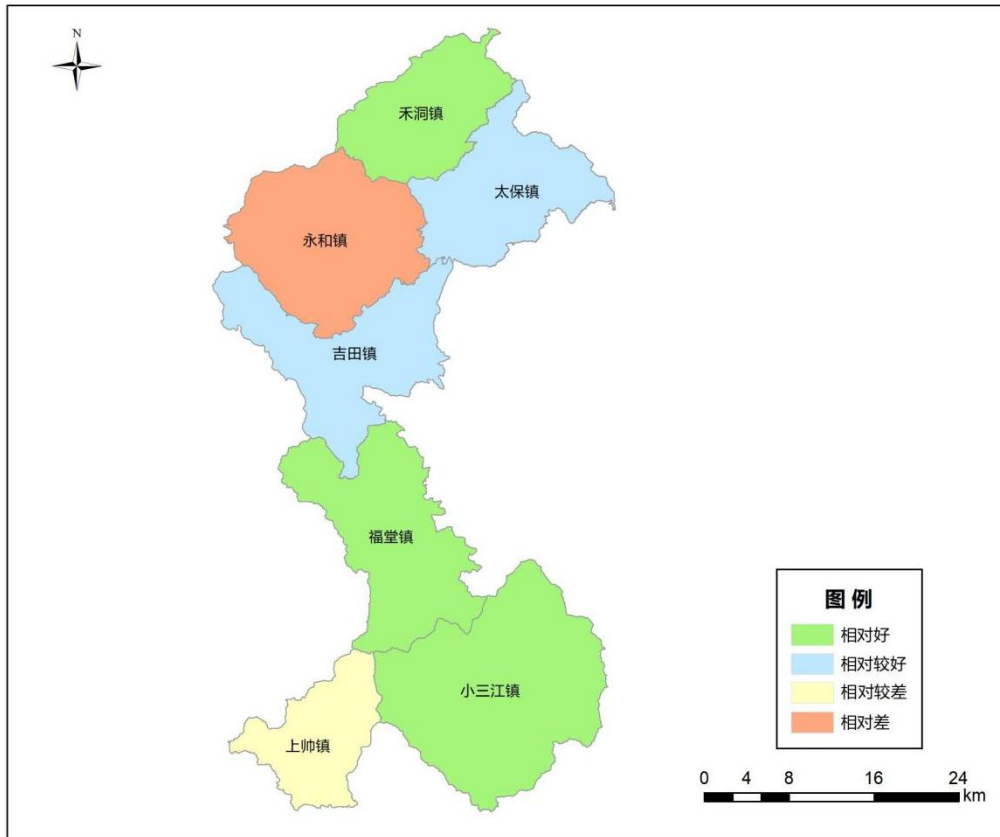 N
禾洞镇
太保镇
永和镇
吉田镇
福堂镇
小三江镇
上帅镇
图 例
相对好
相对较好
相对较差
相对差
0 4 8 16 24
km